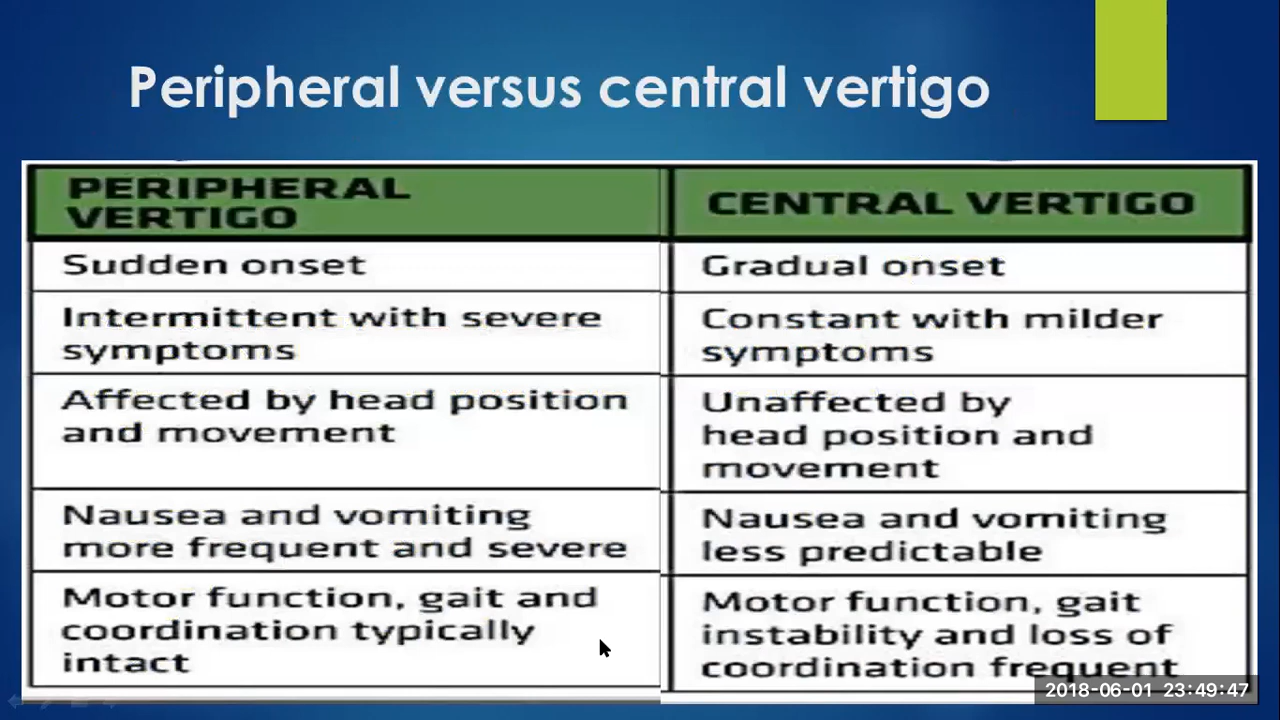 Peripheral versus central vertigo
PERIPHERAL
VERTIGO
CENTRAL VERTIGO
Sudden onset
Gradual onset
Intermittent with severe
symptoms
Constant with milder
symptoms
Affected by head position
and movement
Unaffected by
head position and
movement
Nausea and vomiting
more frequent and severe
Nausea and vomiting
less predictable
Motor function, gait and
coordination typically
intact
Motor function, gait
instability and loss of
coordination frequent
2018-06-01 23:49:47